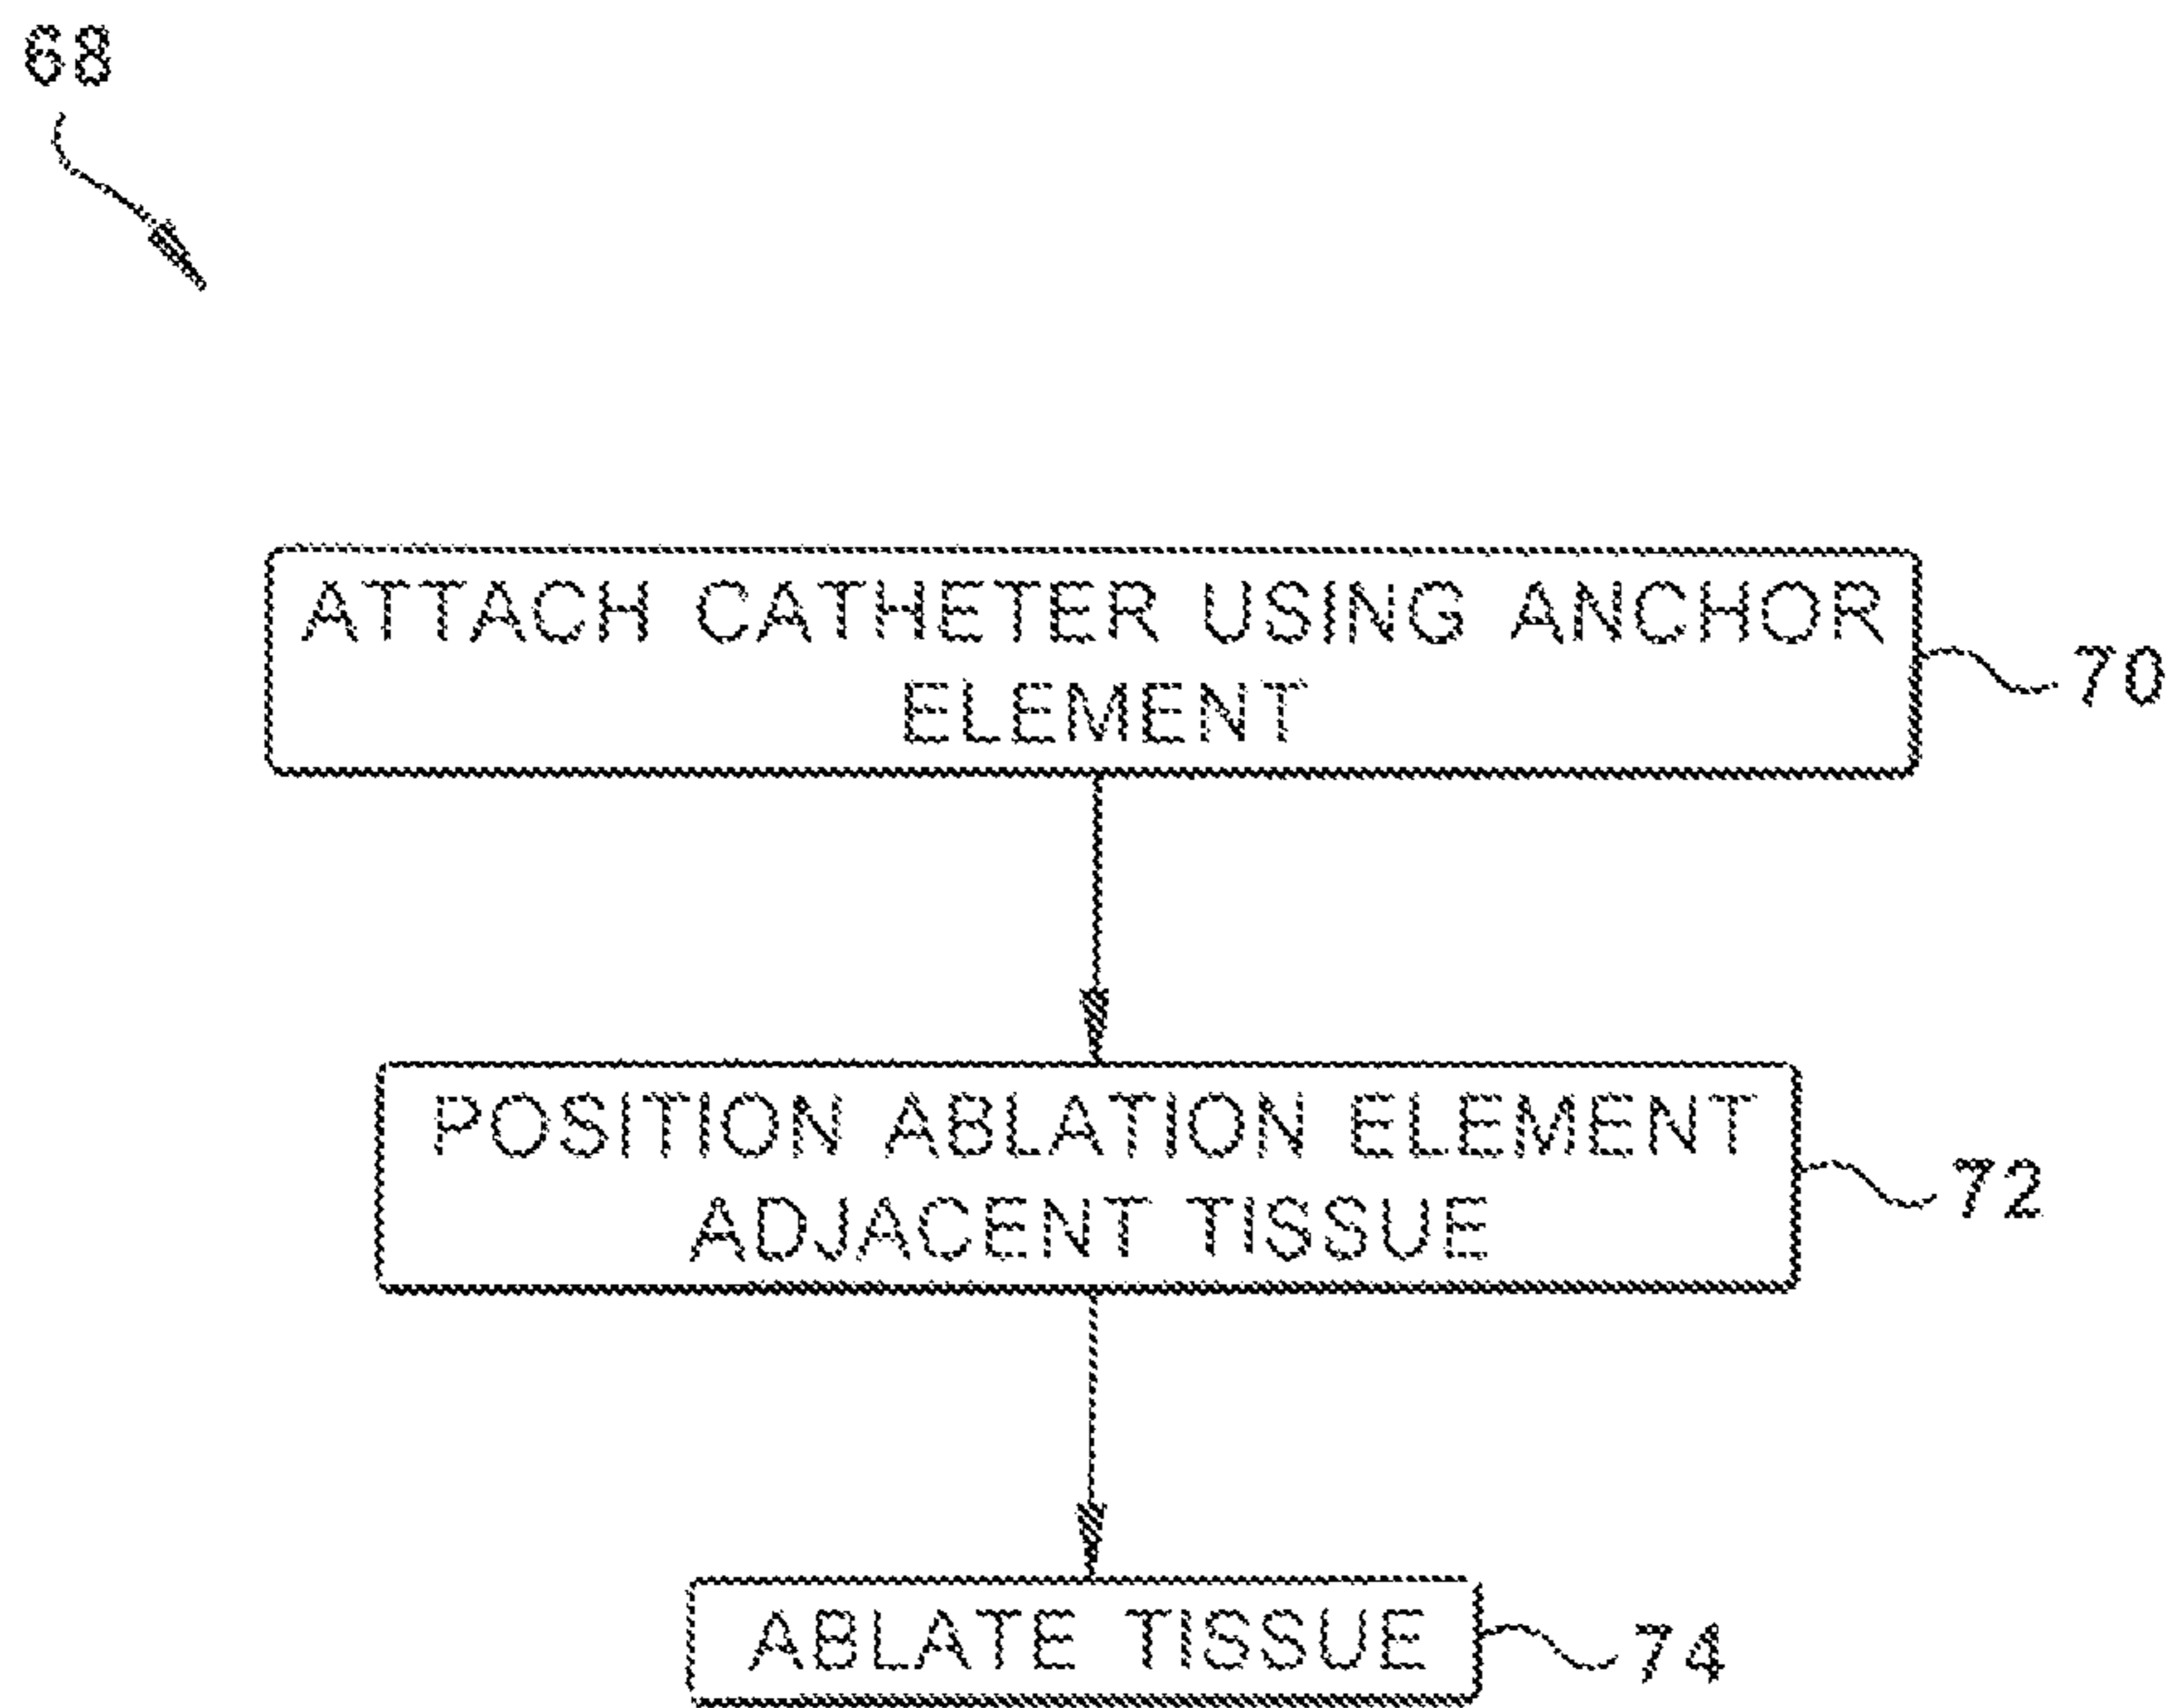 68
ATTACH CATHETER USING ANCHOR
ELEMENT
70
POSITION ABLATION ELEMENT
ADJACENT TISSUE
72
ABLATE TISSUE
74